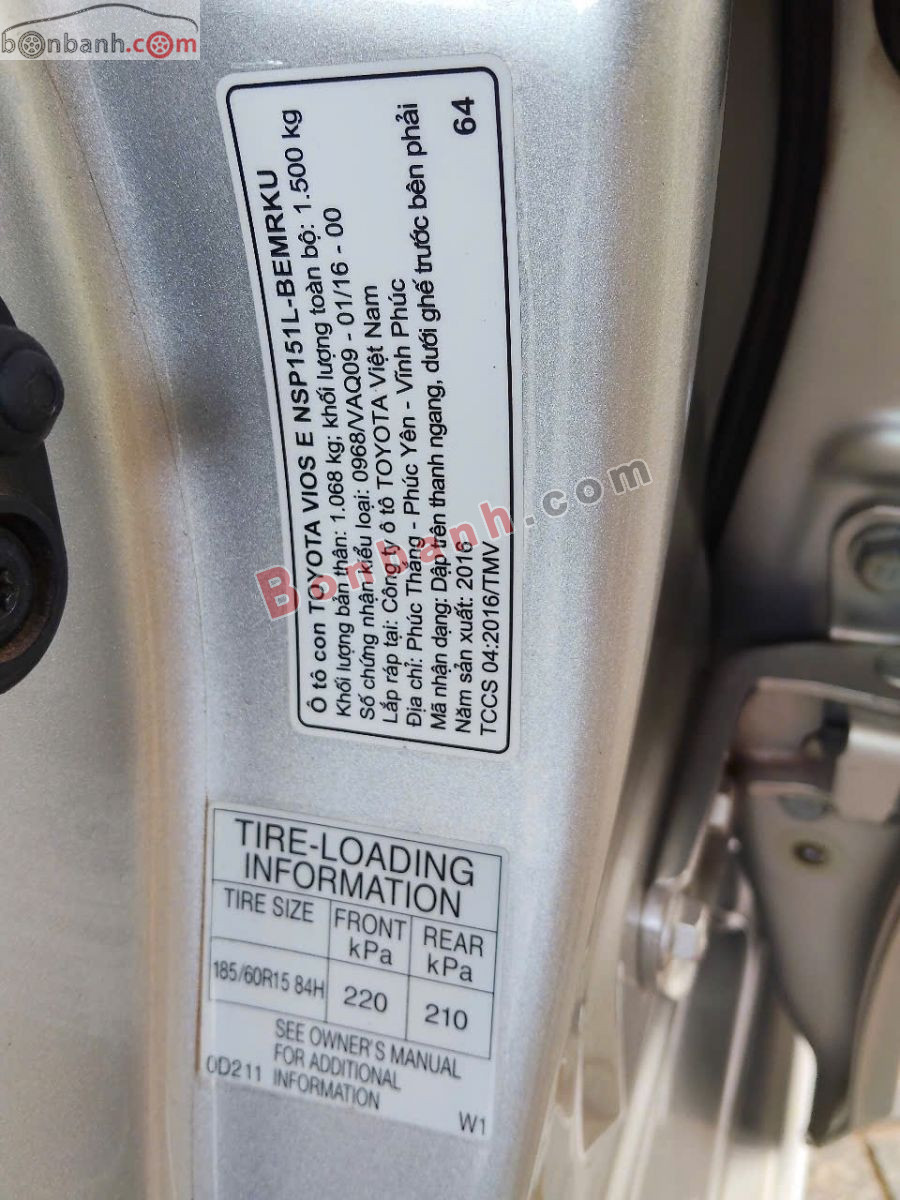 bonbanh.com
Ô tô con TOYOTA VIOS E NSP151L-BEMRKU
Khối lượng bản thân: 1.068 kg; khối lượng toàn bộ: 1.500 kg
Số chứng nhận kiểu loại: 0968/VAQ09 - 01/16 - 00
Lắp ráp tại: Công ty ô tô TOYOTA Việt Nam
Địa chỉ: Phúc Thắng - Phúc Yên - Vĩnh Phúc
Mã nhận dạng: Dập trên thanh ngang, dưới ghế trước bên phải
Năm sản xuất: 2016
TCCS 04:2016/TMV
64
Bonbanh.com
TIRE-LOADING
INFORMATION
TIRE SIZE FRONT kPa REAR kPa
185/60R15 84H 220 210
SEE OWNER'S MANUAL
FOR ADDITIONAL
0D211 INFORMATION
W1